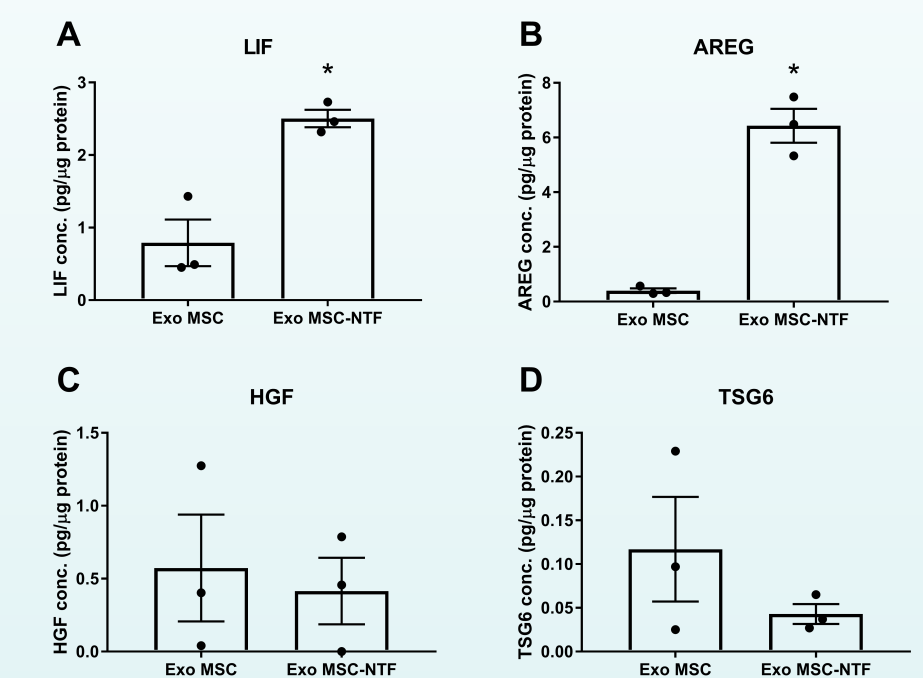 A
LIF
*
LIF conc. (pg/µg protein)
3
2
1
0
Exo MSC
Exo MSC-NTF
B
AREG
*
AREG conc. (pg/µg protein)
8
6
4
2
0
Exo MSC
Exo MSC-NTF
C
HGF
HGF conc. (pg/µg protein)
1.5
1.0
0.5
0.0
Exo MSC
Exo MSC-NTF
D
TSG6
TSG6 conc. (pg/µg protein)
0.25
0.20
0.15
0.10
0.05
0.00
Exo MSC
Exo MSC-NTF